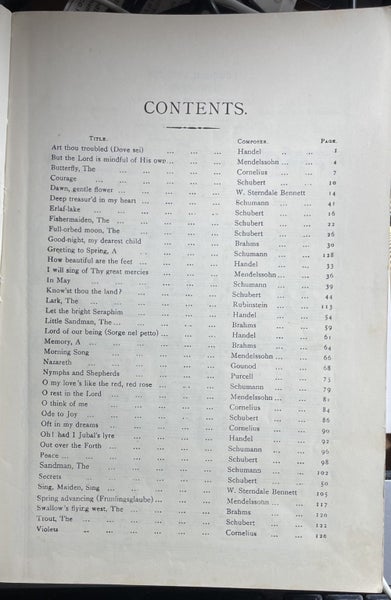 CONTENTS.
TITLE. COMPOSER. PAGE.
Art thou troubled (Dove sei) ... ... ... Handel ... ... 1
But the Lord is mindful of His own... ... ... Mendelssohn ... ... 4
Butterfly, The ... ... ... ... ... Cornelius ... ... 7
Courage ... ... ... ... ... Schubert ... ... 10
Dawn, gentle flower ... ... ... ... W. Sterndale Bennett ... 14
Deep treasur'd in my heart ... ... ... Schumann ... ... 41
Erlaf-lake ... ... ... ... ... Schubert ... ... 16
Fishermaiden, The ... ... ... ... Schubert ... ... 22
Full-orbed moon, The ... ... ... ... Schubert ... ... 26
Good-night, my dearest child ... ... ... Brahms ... ... 30
Greeting to Spring, A ... ... ... ... Schumann ... ... 128
How beautiful are the feet ... ... ... Handel ... ... 33
I will sing of Thy great mercies ... ... ... Mendelssohn ... ... 36
In May ... ... ... ... ... Schumann ... ... 39
Know'st thou the land? ... ... ... ... Schubert ... ... 44
Lark, The ... ... ... ... ... Rubinstein ... ... 113
Let the bright Seraphim ... ... ... ... Handel ... ... 54
Little Sandman, The... ... ... ... ... Brahms ... ... 59
Lord of our being (Sorge nel petto) ... ... ... Handel ... ... 61
Memory, A ... ... ... ... ... Brahms ... ... 64
Morning Song ... ... ... ... ... Mendelssohn ... ... 66
Nazareth ... ... ... ... ... Gounod ... ... 68
Nymphs and Shepherds ... ... ... ... Purcell ... ... 75
O my love's like the red, red rose ... ... ... Schumann ... ... 79
O rest in the Lord ... ... ... ... Mendelssohn ... ... 81
O think of me ... ... ... ... ... Cornelius ... ... 84
Ode to Joy ... ... ... ... ... Schubert ... ... 86
Oft in my dreams ... ... ... ... ... Cornelius ... ... 90
Oh! had I Jubal's lyre ... ... ... ... Handel ... ... 92
Out over the Forth ... ... ... ... Schumann ... ... 96
Peace ... ... ... ... ... Schubert ... ... 98
Sandman, The ... ... ... ... ... Schumann ... ... 102
Secrets ... ... ... ... ... Schubert ... ... 50
Sing, Maiden, Sing ... ... ... ... ... W. Sterndale Bennett ... 105
Spring advancing (Fruhlingsglaube) ... ... ... Mendelssohn ... ... 117
Swallow's flying west, The ... ... ... ... Brahms ... ... 120
Trout, The ... ... ... ... ... Schubert ... ... 122
Violets ... ... ... ... ... Cornelius ... ... 126